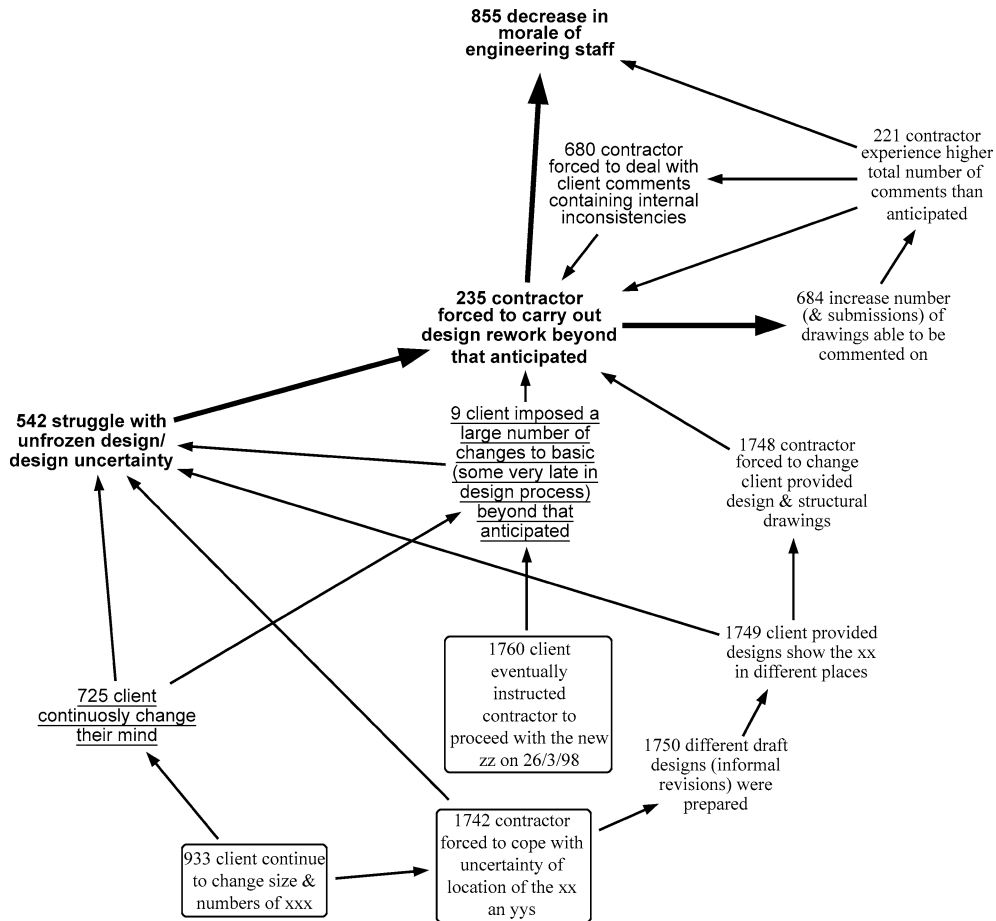 855 decrease in
morale of
engineering staff
221 contractor
experience higher
total number of
comments than
anticipated
680 contractor
forced to deal with
client comments
containing internal
inconsistencies
235 contractor
forced to carry out
design rework beyond
that anticipated
684 increase number
(& submissions) of
drawings able to be
commented on
542 struggle with
unfrozen design/
design uncertainty
9 client imposed a
large number of
changes to basic
(some very late in
design process)
beyond that
anticipated
1748 contractor
forced to change
client provided
design & structural
drawings
1749 client provided
designs show the xx
in different places
1760 client
eventually
instructed
contractor to
proceed with the new
zz on 26/3/98
725 client
continuosly change
their mind
1750 different draft
designs (informal
revisions) were
prepared
1742 contractor
forced to cope with
uncertainty of
location of the xx
an yys
933 client continue
to change size &
numbers of xxx